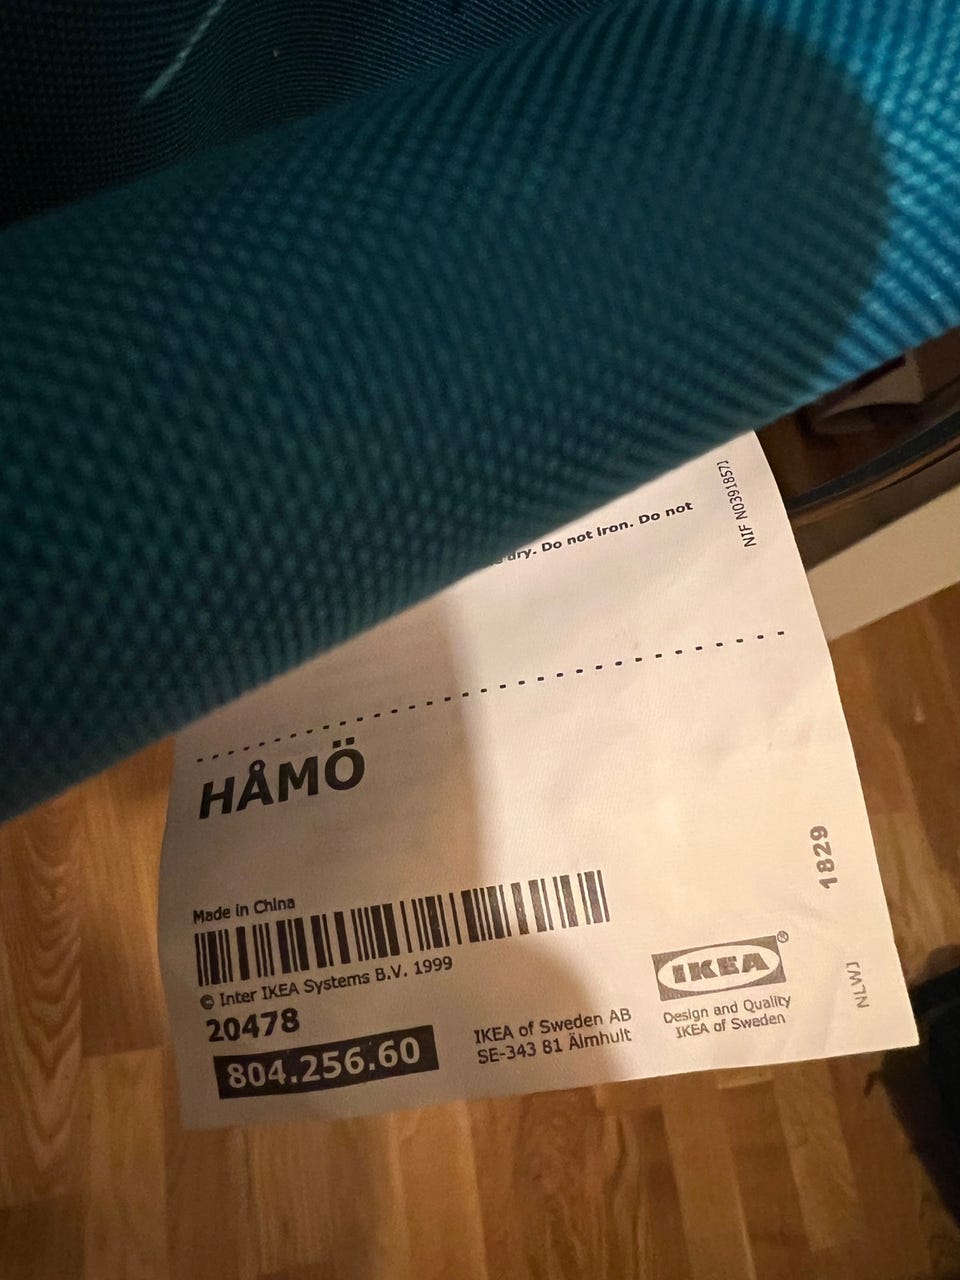 dry. Do not iron. Do not
NIF N0391857J
HÅMÖ
Made in China
© Inter IKEA Systems B.V. 1999
20478
804.256.60
IKEA of Sweden AB
SE-343 81 Älmhult
IKEA®
Design and Quality
IKEA of Sweden
1829
NLWJ